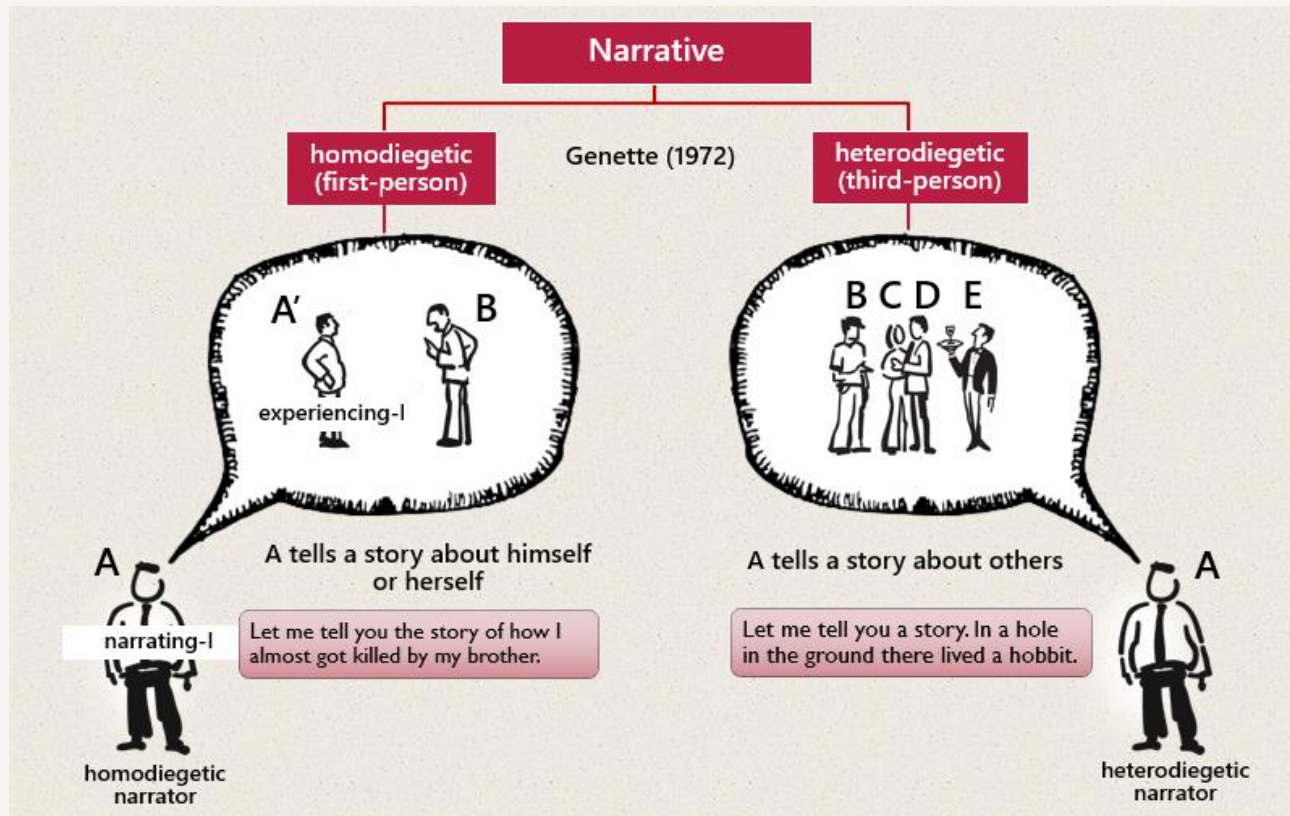 Narrative
homodiegetic
(first-person)
Genette (1972)
heterodiegetic
(third-person)
A'
B
experiencing-I
B C D E
A
A tells a story about himself
or herself
narrating-I
Let me tell you the story of how I
almost got killed by my brother.
homodiegetic
narrator
A tells a story about others
A
Let me tell you a story. In a hole
in the ground there lived a hobbit.
heterodiegetic
narrator